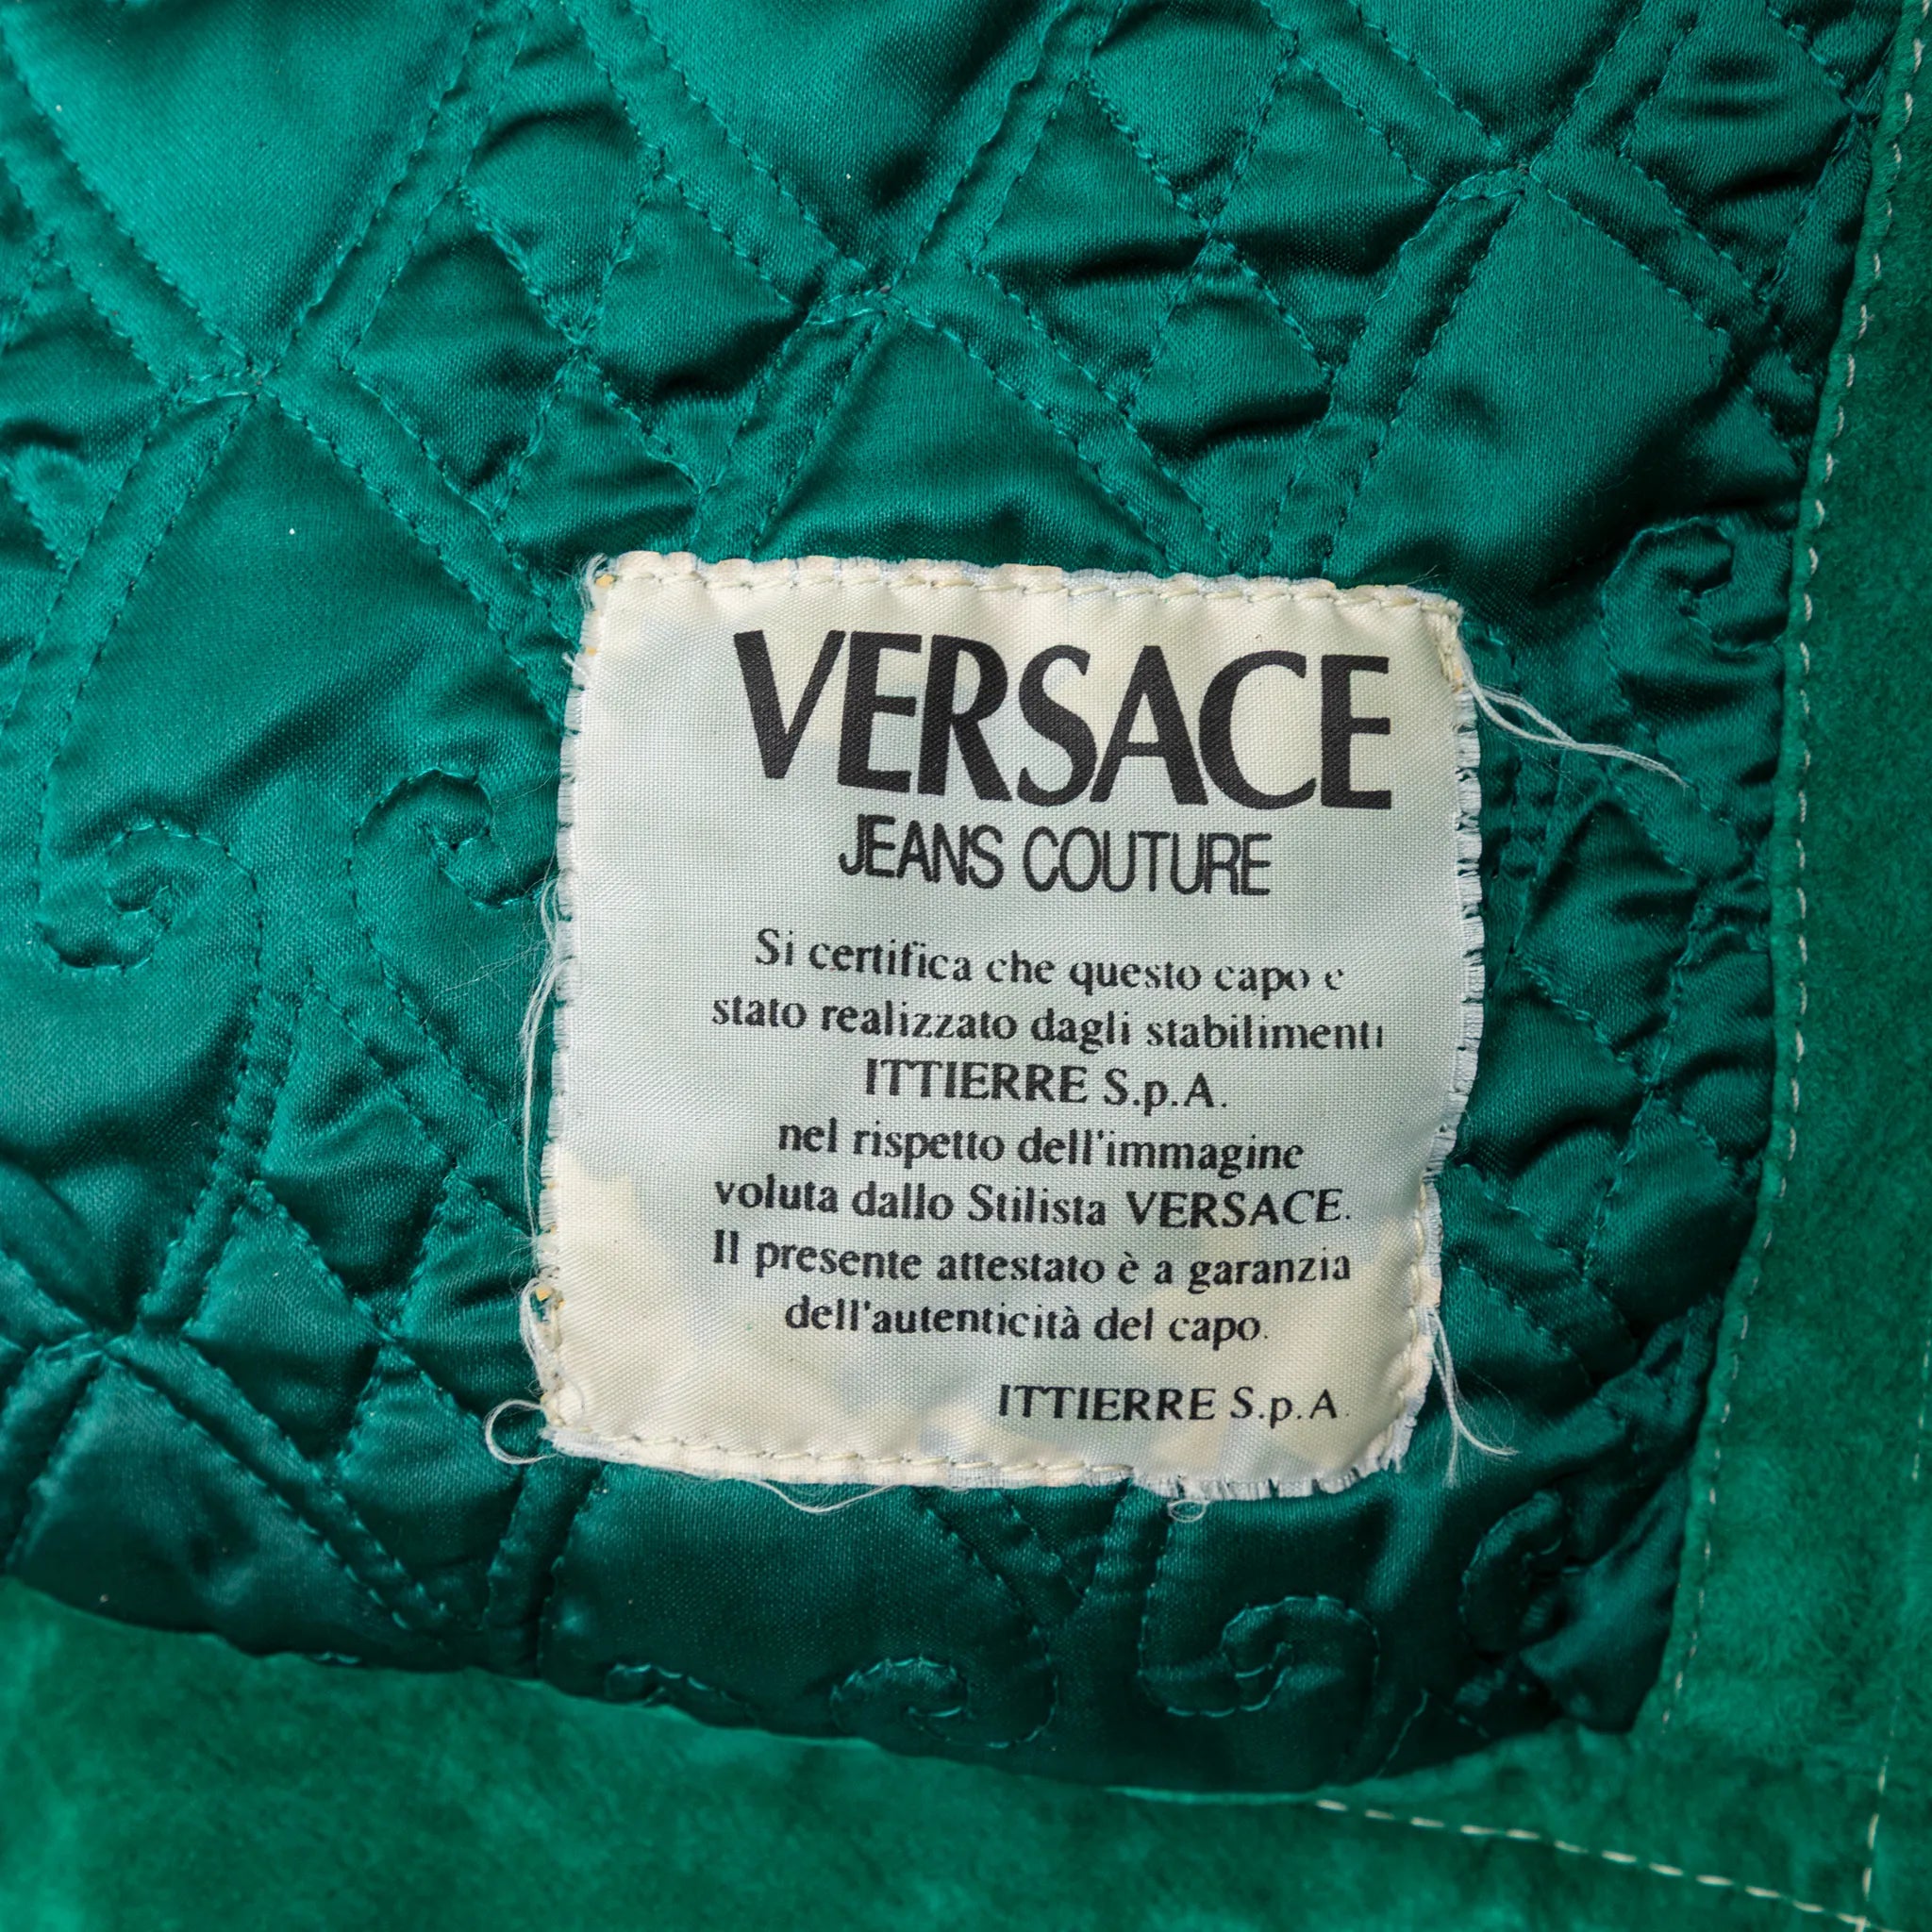 VERSACE
JEANS COUTURE
Si certifica che questo capo e
stato realizzato dagli stabilimenti
ITTIERRE S.p.A.
nel rispetto dell'immagine
voluta dallo Stilista VERSACE.
Il presente attestato è a garanzia
dell'autenticità del capo.
ITTIERRE S.p.A.